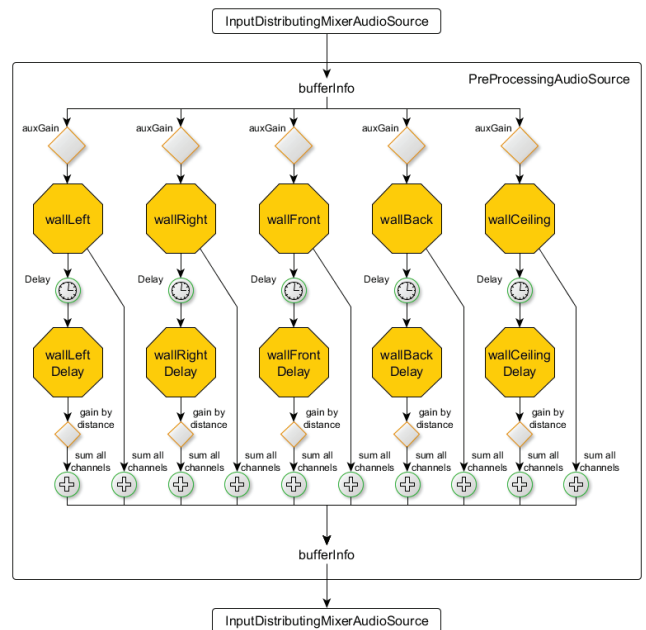 InputDistributingMixerAudioSource
PreProcessingAudioSource
bufferInfo
auxGain
auxGain
auxGain
auxGain
auxGain
wallLeft
wallRight
wallFront
wallBack
wallCeiling
Delay
Delay
Delay
Delay
Delay
wallLeft
Delay
wallRight
Delay
wallFront
Delay
wallBack
Delay
wallCeiling
Delay
gain by
distance
gain by
distance
gain by
distance
gain by
distance
gain by
distance
sum all
channels
sum all
channels
sum all
channels
sum all
channels
sum all
channels
sum all
channels
sum all
channels
sum all
channels
sum all
channels
sum all
channels
bufferInfo
InputDistributingMixerAudioSource